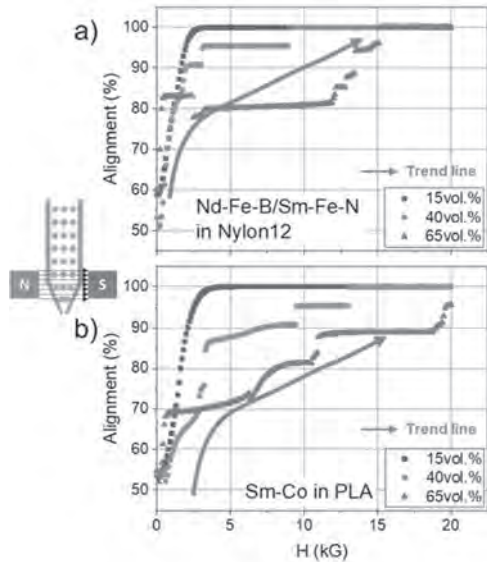 a)
100
90
80
70
60
50
Alignment (%)
Nd-Fe-B/Sm-Fe-N
in Nylon12
Trend line
15vol.%
40vol.%
65vol.%
N
S
b)
100
90
80
70
60
50
Alignment (%)
Sm-Co in PLA
Trend line
15vol.%
40vol.%
65vol.%
0 5 10 15 20
H (kG)